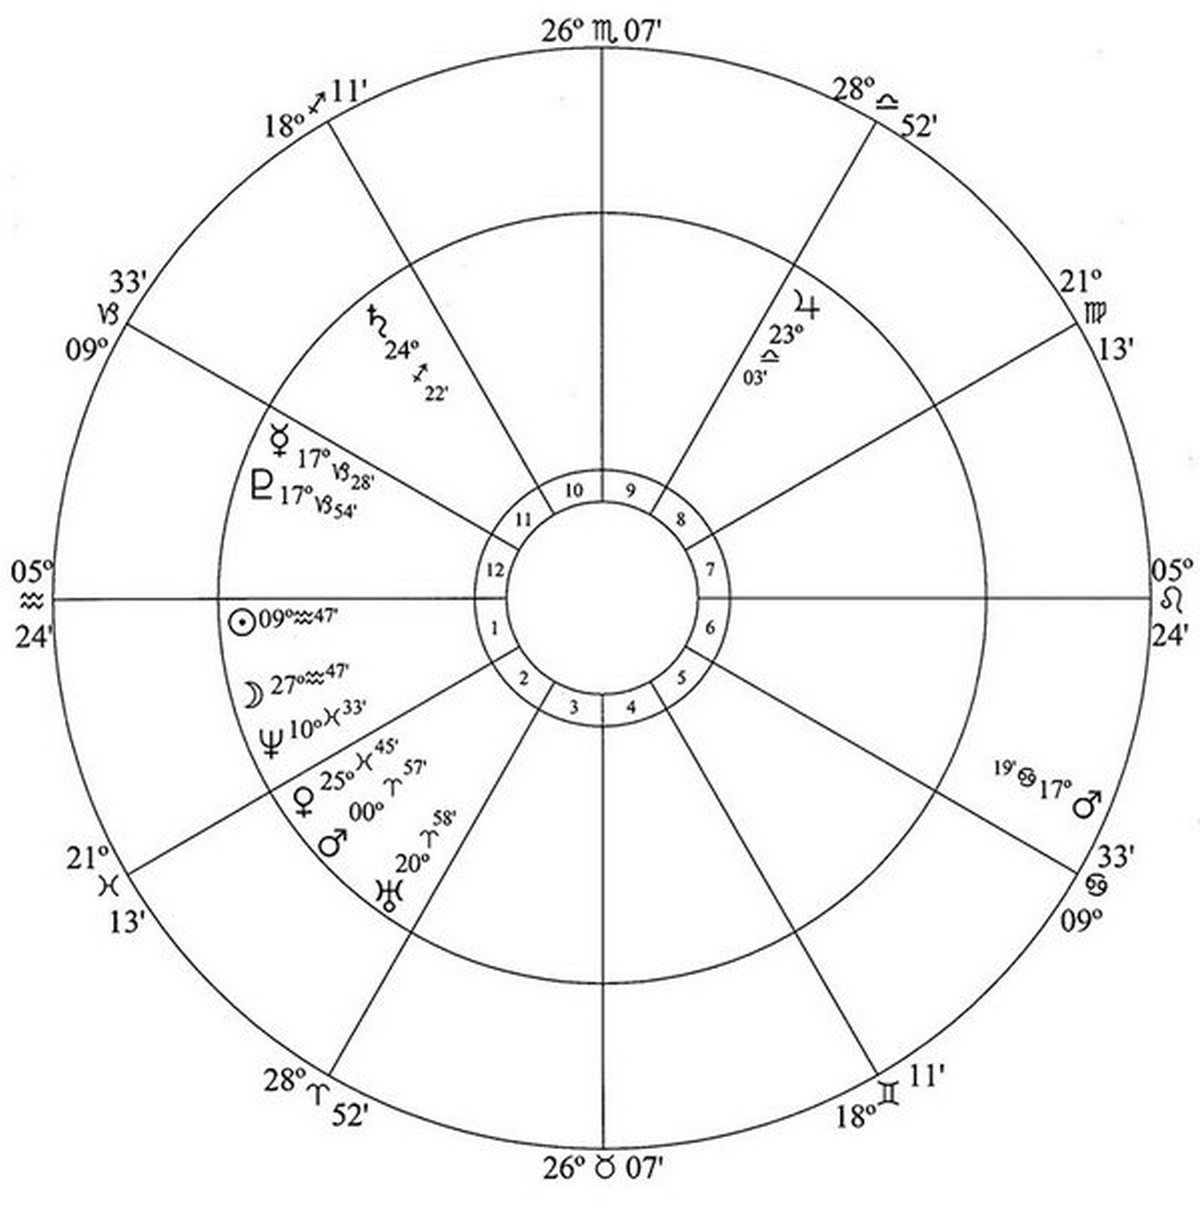 26° ♏ 07'
28° ♎ 52'
21° ♍ 13'
05° ♌ 24'
33' ♋ 09°
18° ♊ 11'
26° ♉ 07'
28° ♈ 52'
21° ♓ 13'
05° ♒ 24'
33' ♑ 09°
18° ♐ 11'
♄ 24° ♐ 22'
♃ 23° ♎ 03'
☿ 17° ♑ 28'
♇ 17° ♑ 54'
☉ 09° ♒ 47'
☽ 27° ♒ 47'
♆ 10° ♓ 33'
♀ 25° ♓ 45'
♂ 00° ♈ 57'
♅ 20° ♈ 58'
19' ♋ 17° ♂
10
9
8
7
6
5
4
3
2
1
12
11